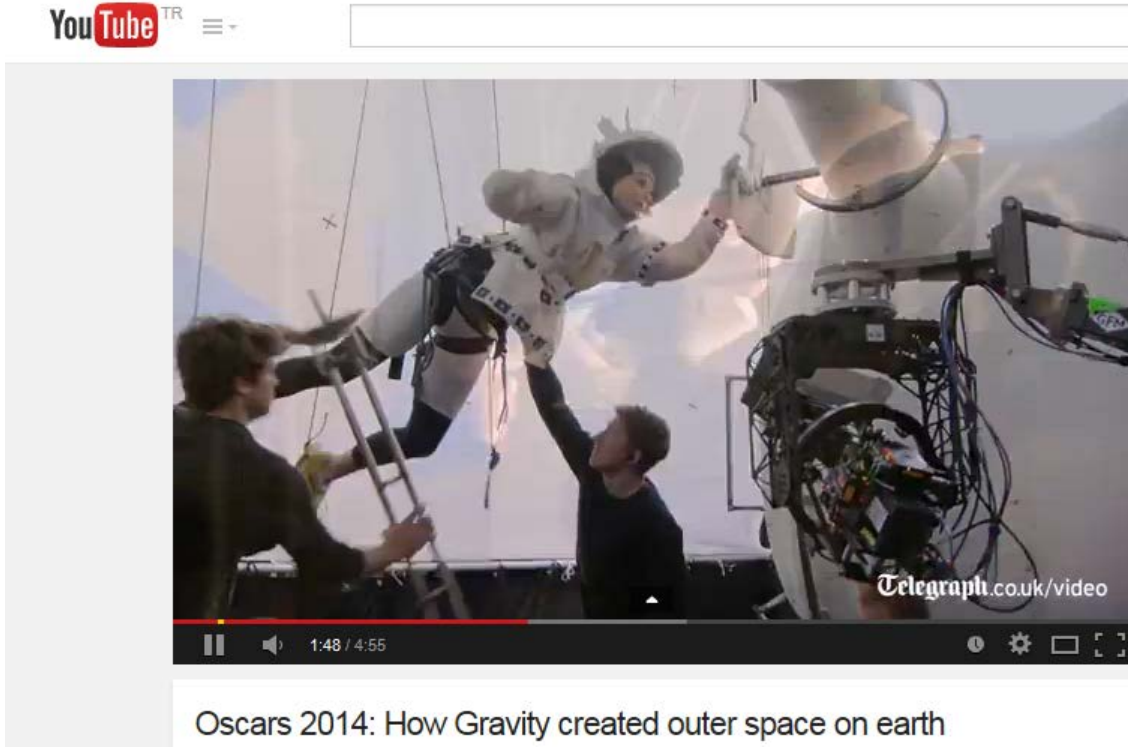 YouTube TR
GFM
Telegraph.co.uk/video
1:48 / 4:55
Oscars 2014: How Gravity created outer space on earth